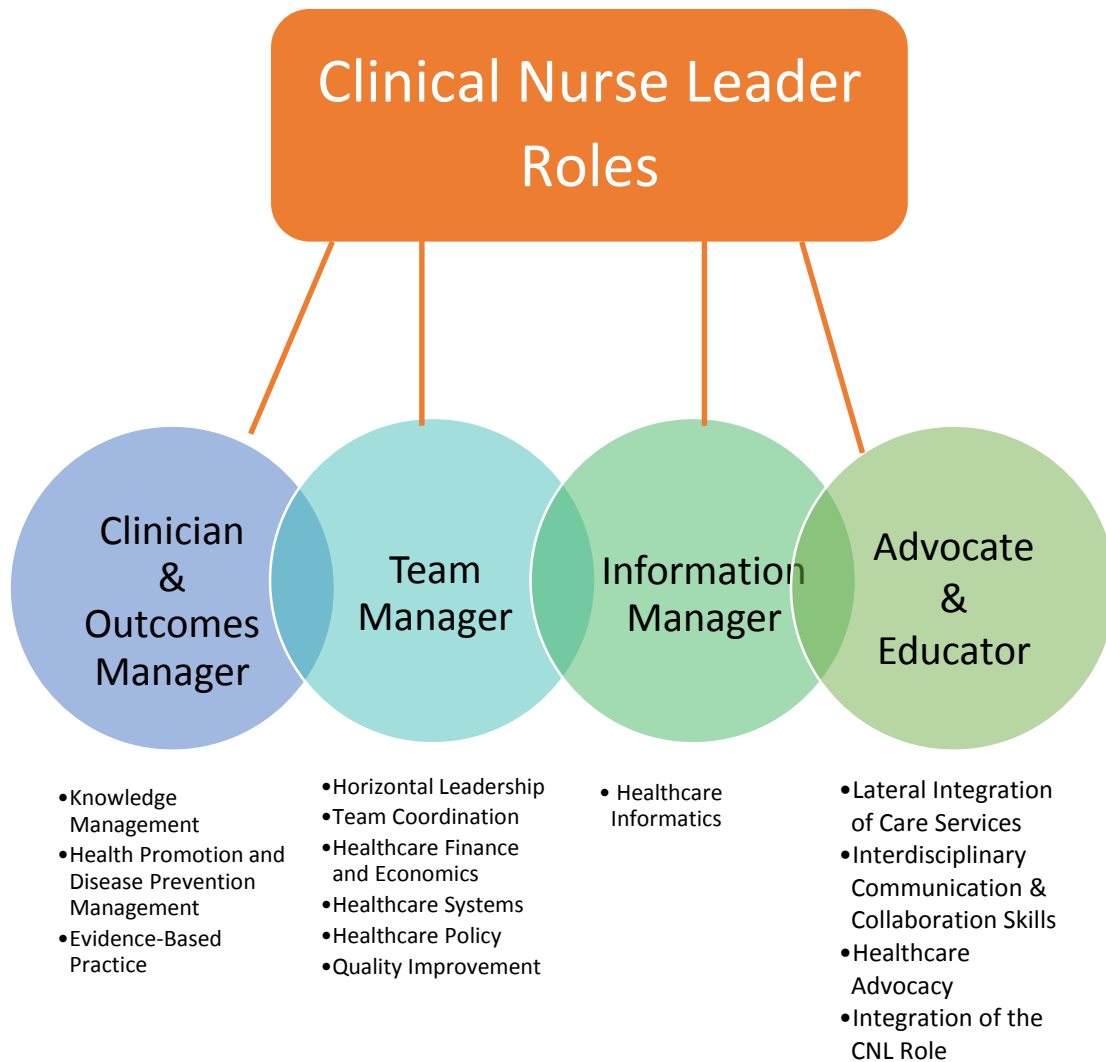 Clinical Nurse Leader
Roles
Clinician
&
Outcomes
Manager
Team
Manager
Information
Manager
Advocate
&
Educator
•Knowledge
Management
•Health Promotion and
Disease Prevention
Management
•Evidence-Based
Practice
•Horizontal Leadership
•Team Coordination
•Healthcare Finance
and Economics
•Healthcare Systems
•Healthcare Policy
•Quality Improvement
• Healthcare
Informatics
•Lateral Integration
of Care Services
•Interdisciplinary
Communication &
Collaboration Skills
•Healthcare
Advocacy
•Integration of the
CNL Role